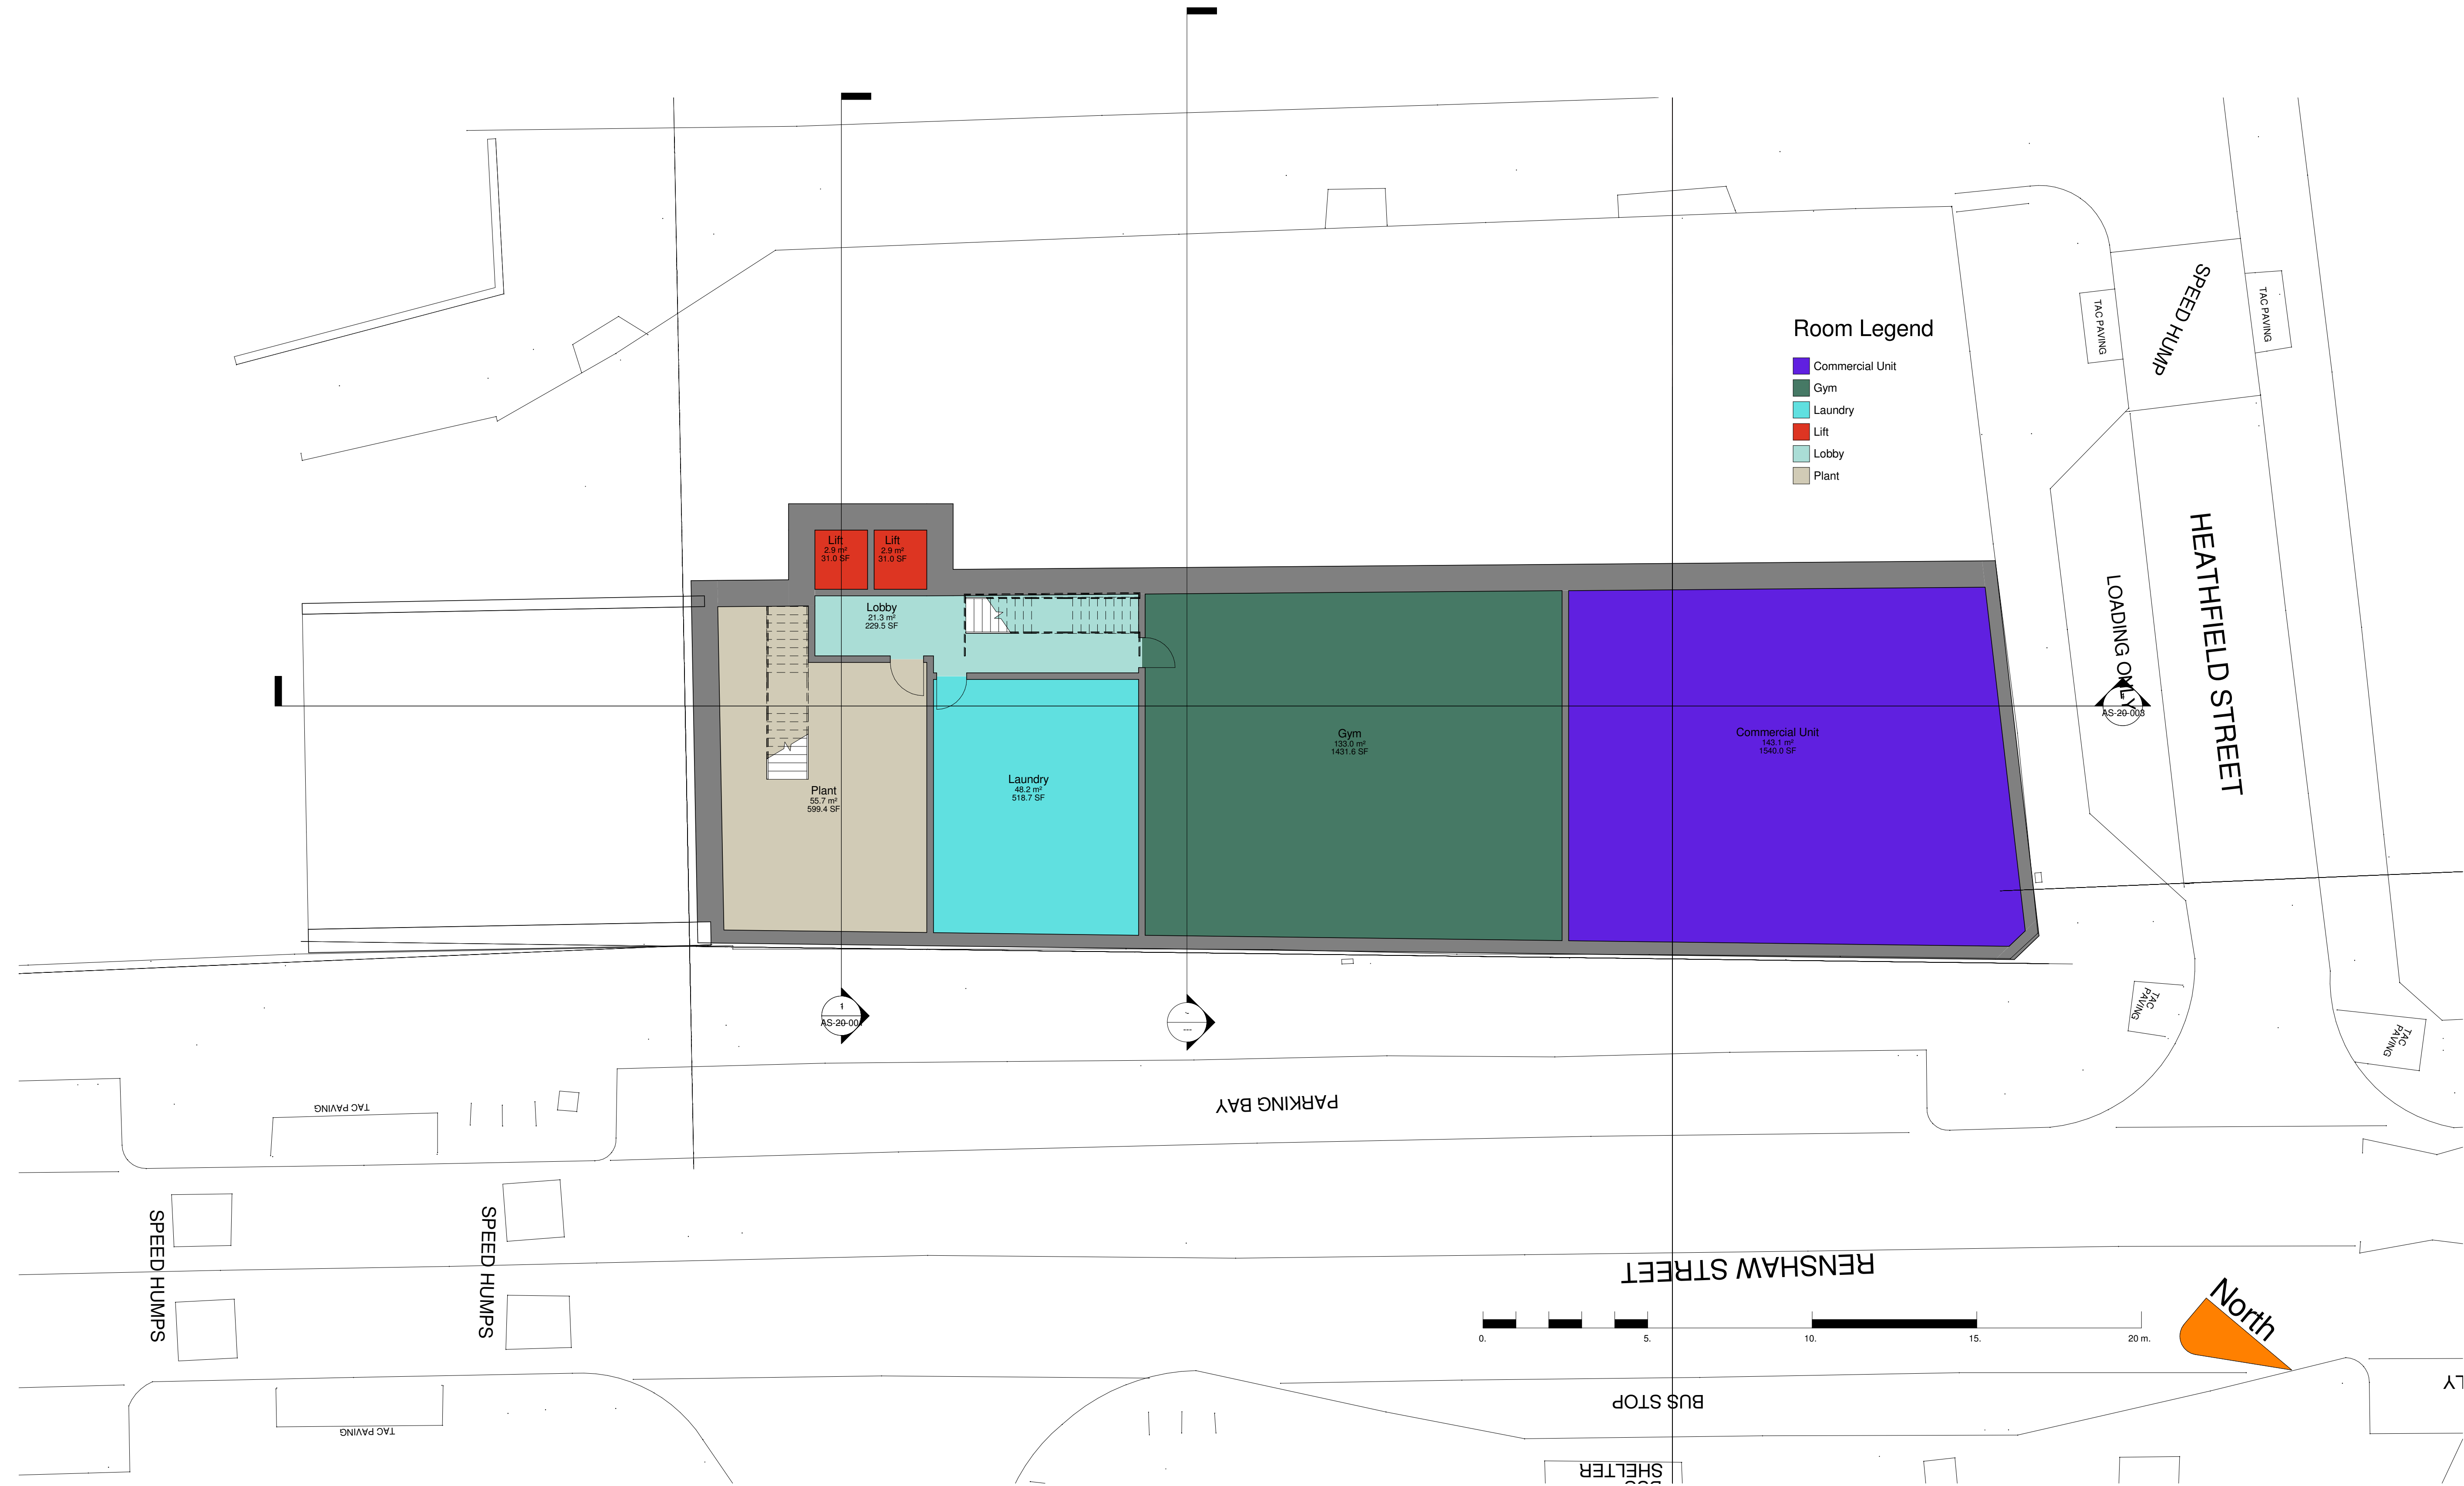 SPEED HUMP
TAC PAVING
TAC PAVING
Room Legend
Commercial Unit
Gym
Laundry
Lift
Lobby
Plant
HEATHFIELD STREET
LOADING ONLY
AS-20-003
Lift
2.9 m²
31.0 SF
Lift
2.9 m²
31.0 SF
Lobby
21.3 m²
229.5 SF
Gym
133.0 m²
1431.6 SF
Commercial Unit
143.1 m²
1540.0 SF
Plant
55.7 m²
599.4 SF
Laundry
48.2 m²
518.7 SF
1
AS-20-001
---
TAC
PAVING
TAC
PAVING
TAC PAVING
PARKING BAY
SPEED HUMPS
SPEED HUMPS
RENSHAW STREET
North
0.
5.
10.
15.
20 m.
BUS STOP
TAC PAVING
LY
SHELTER